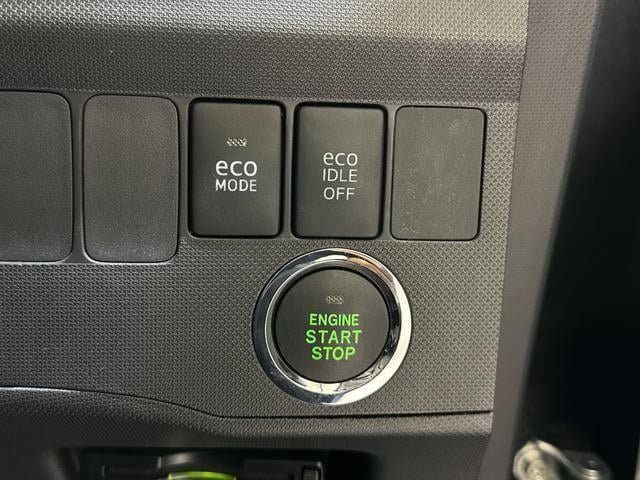 eco
MODE
eco
IDLE
OFF
ENGINE
START
STOP